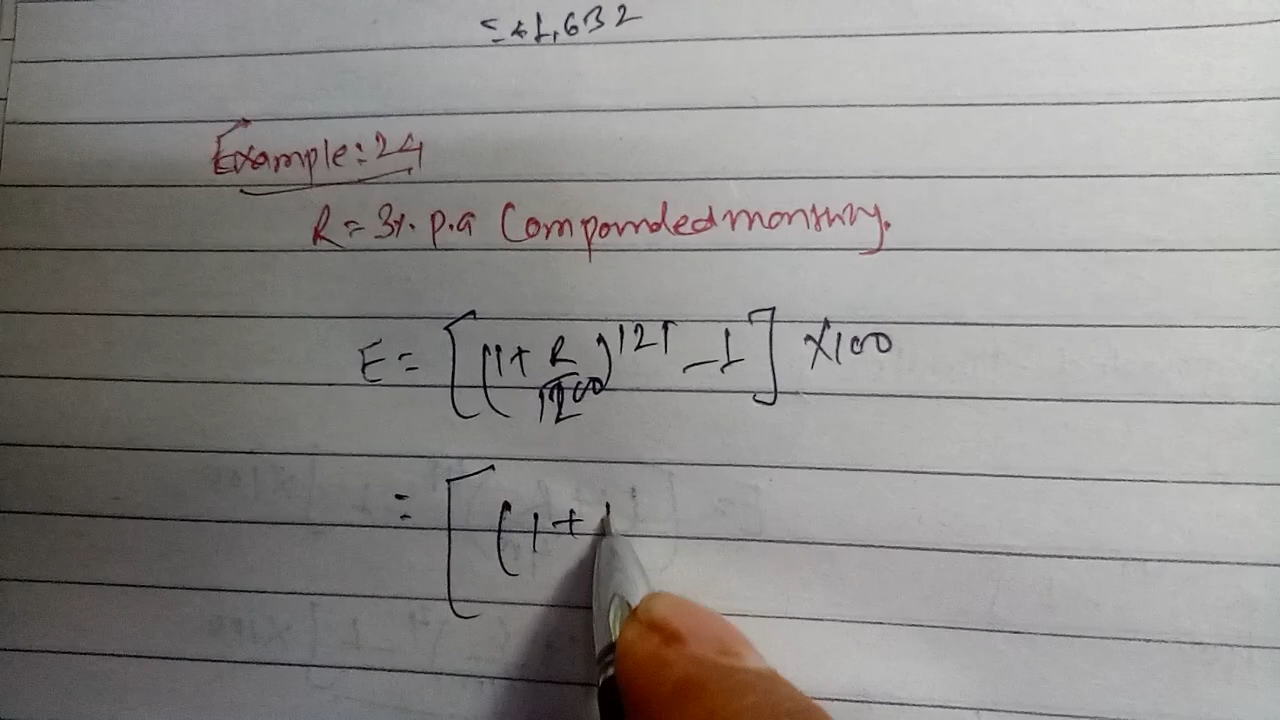 = 41,632
Example: 24
R = 3%. p.a Compounded monthly.
E = [(1 + R/1200)^12T - 1] × 100
= [(1 +